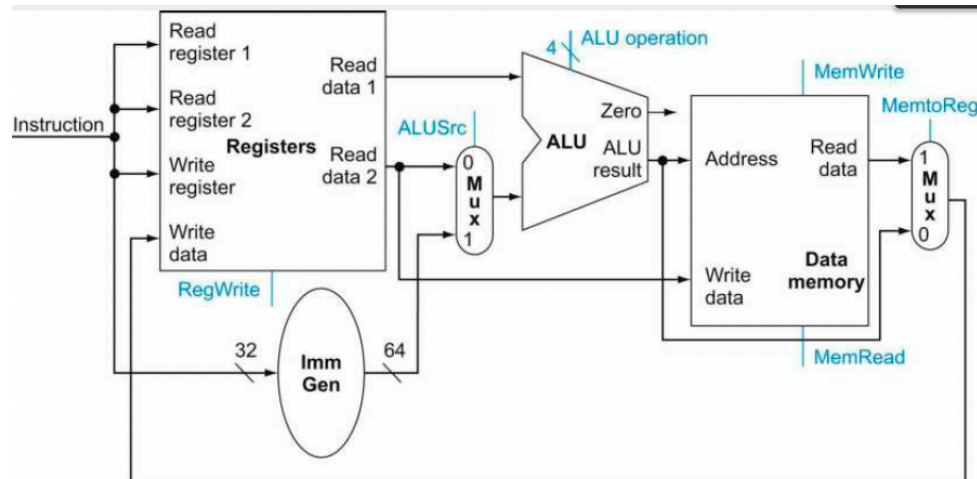 Instruction
Read
register 1
Read
register 2
Write
register
Write
data
Registers
Read
data 1
Read
data 2
RegWrite
32
Imm
Gen
64
ALUSrc
0
Mux
1
4
ALU operation
Zero
ALU
ALU
result
MemWrite
Address
Read
data
Write
data
Data
memory
MemRead
MemtoReg
1
Mux
0